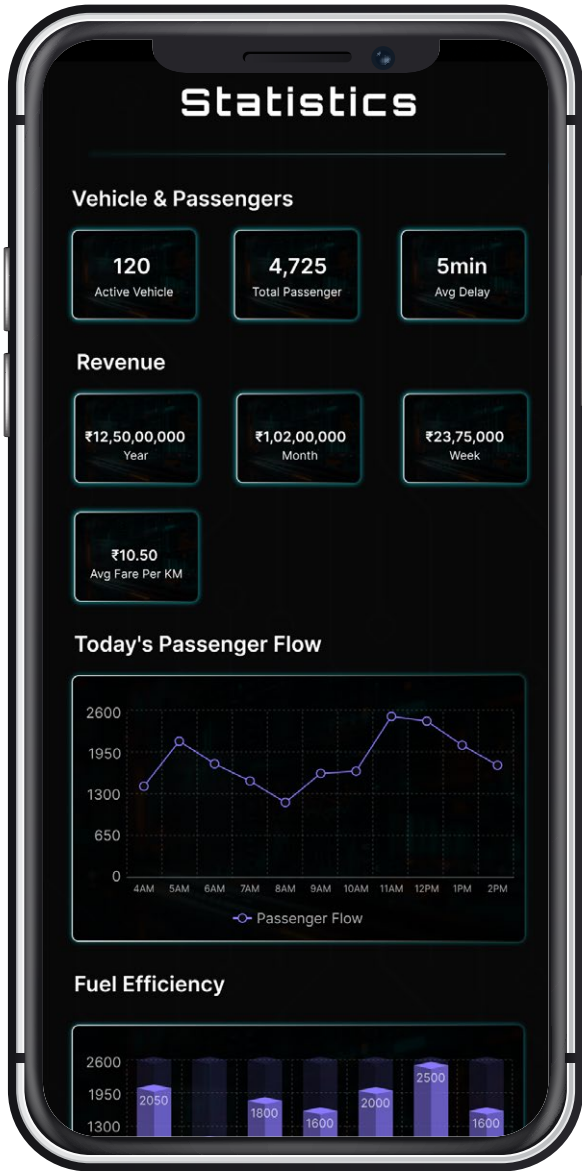 Statistics
Vehicle & Passengers
120
Active Vehicle
4,725
Total Passenger
5min
Avg Delay
Revenue
₹12,50,00,000
Year
₹1,02,00,000
Month
₹23,75,000
Week
₹10.50
Avg Fare Per KM
Today's Passenger Flow
2600
1950
1300
650
0
4AM 5AM 6AM 7AM 8AM 9AM 10AM 11AM 12PM 1PM 2PM
Passenger Flow
Fuel Efficiency
2600
1950
1300
2050
1800
1600
2000
2500
1600